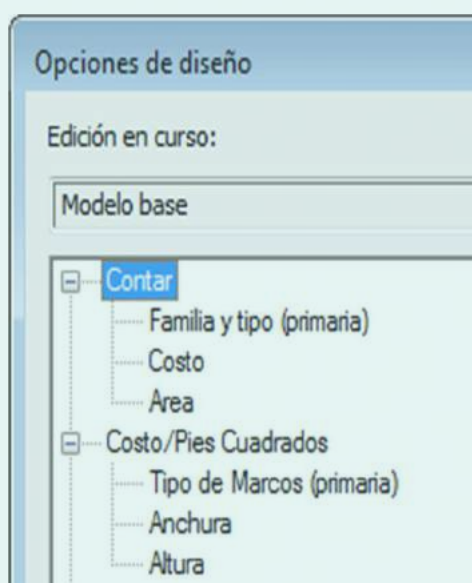 Opciones de diseño
Edición en curso:
Modelo base
Contar
Familia y tipo (primaria)
Costo
Area
Costo/Pies Cuadrados
Tipo de Marcos (primaria)
Anchura
Altura